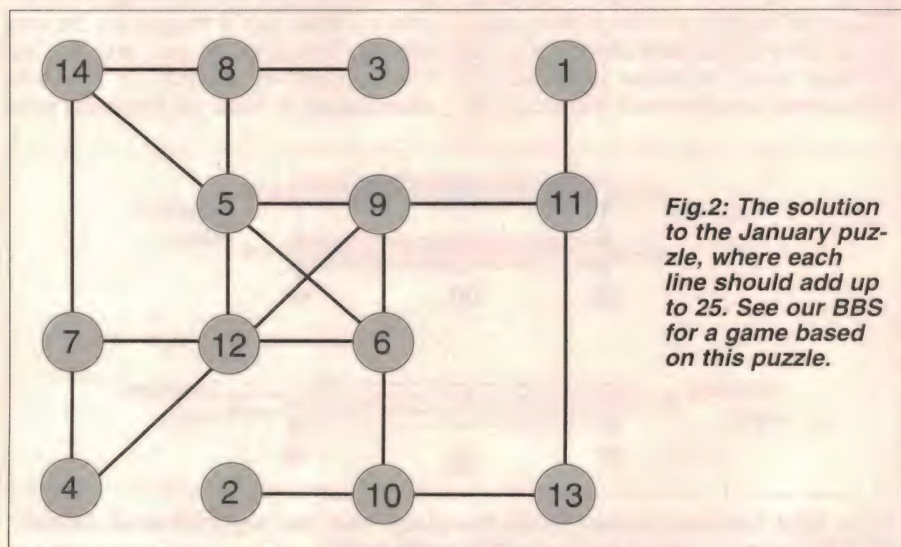 14 8 3 1
5 9 11
Fig.2: The solution
to the January puz-
zle, where each
line should add up
to 25. See our BBS
for a game based
on this puzzle.
7 12 6
4 2 10 13